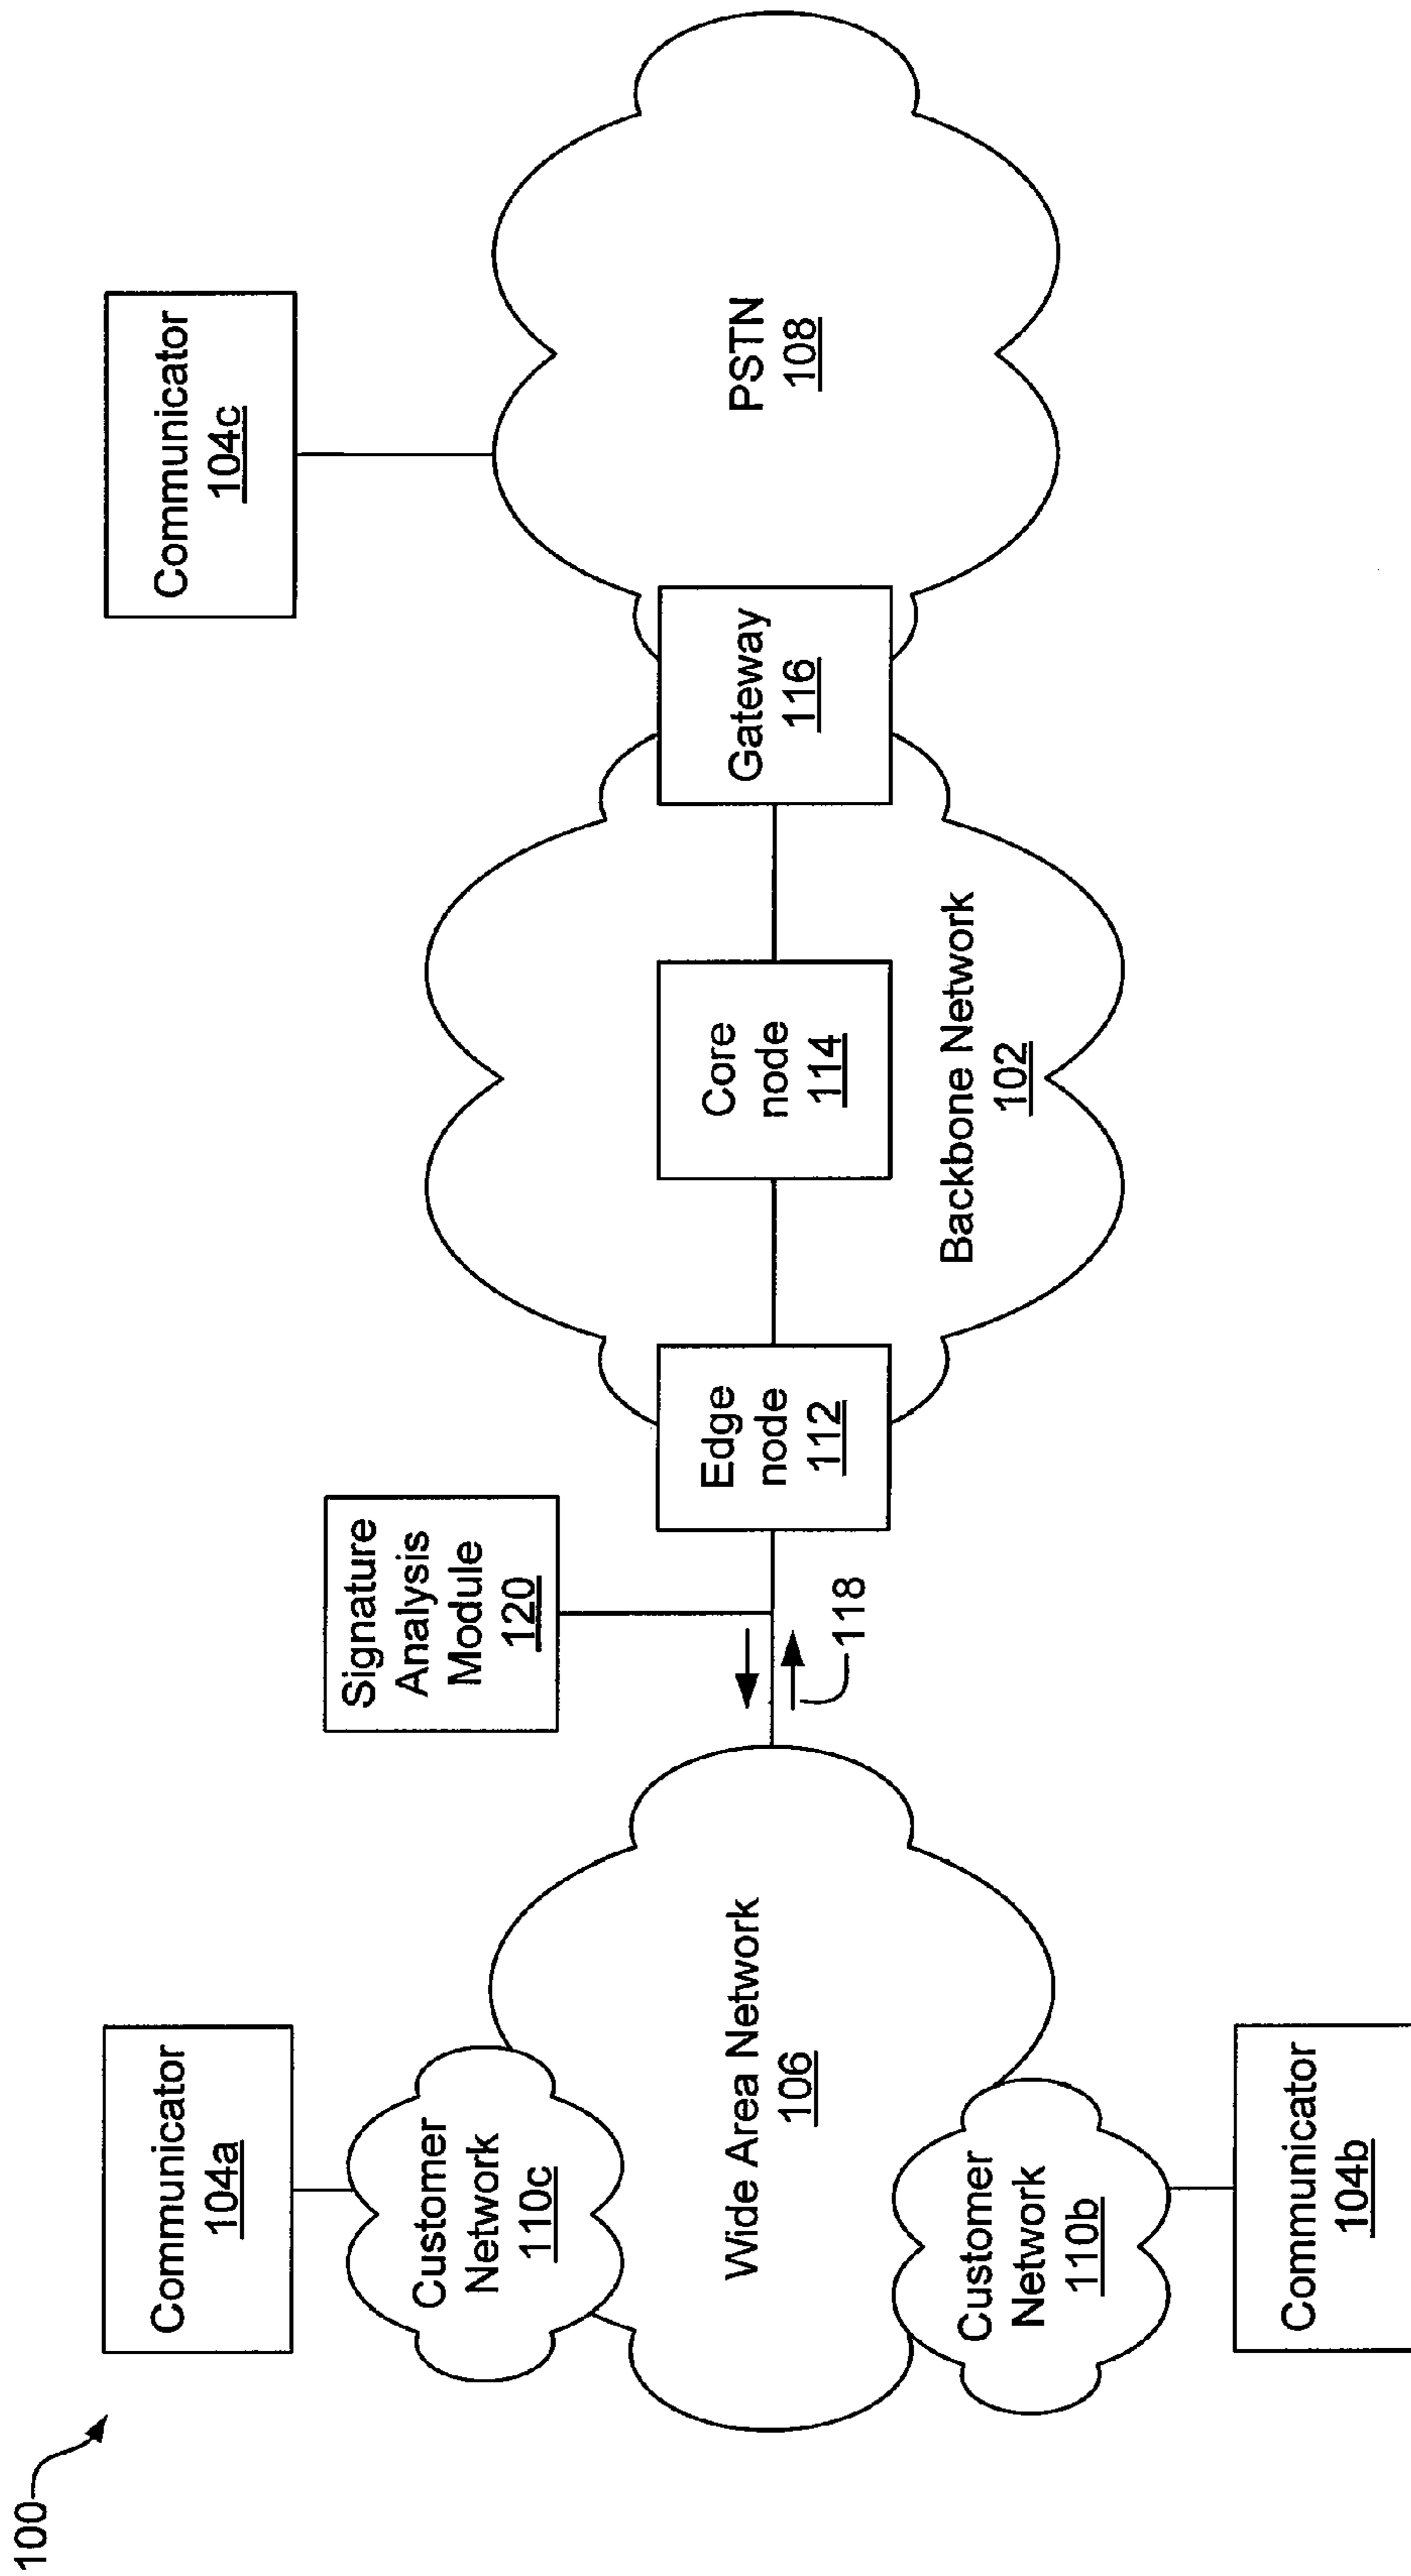 100
Communicator
104a
Customer
Network
110c
Wide Area Network
106
Customer
Network
110b
Communicator
104b
Signature
Analysis
Module
120
118
Edge
node
112
Core
node
114
Backbone Network
102
Gateway
116
Communicator
104c
PSTN
108